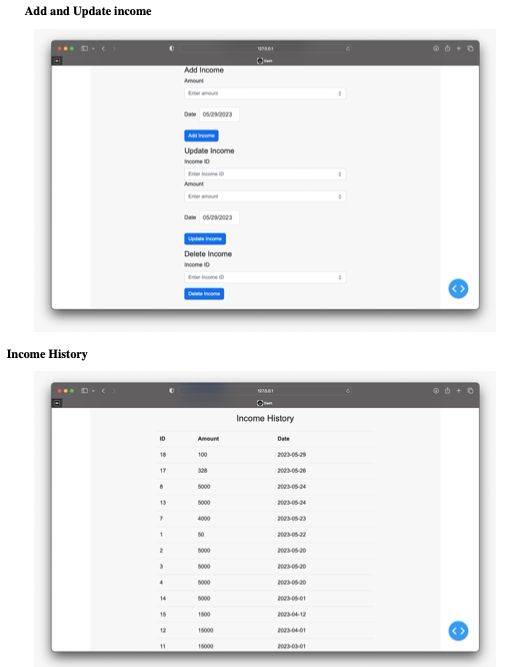 Add and Update income
127.0.0.1
Dash
Add Income
Amount
Enter amount
Date 05/29/2023
Add Income
Update Income
Income ID
Enter Income ID
Amount
Enter amount
Date 05/29/2023
Update Income
Delete Income
Income ID
Enter Income ID
Delete Income
Income History
127.0.0.1
Dash
Income History
ID Amount Date
18 100 2023-05-29
17 328 2023-05-26
8 5000 2023-05-24
13 5000 2023-05-24
7 4000 2023-05-23
1 50 2023-05-22
2 5000 2023-05-20
3 5000 2023-05-20
4 5000 2023-05-20
14 5000 2023-05-01
15 1500 2023-04-12
12 15000 2023-04-01
11 15000 2023-03-01